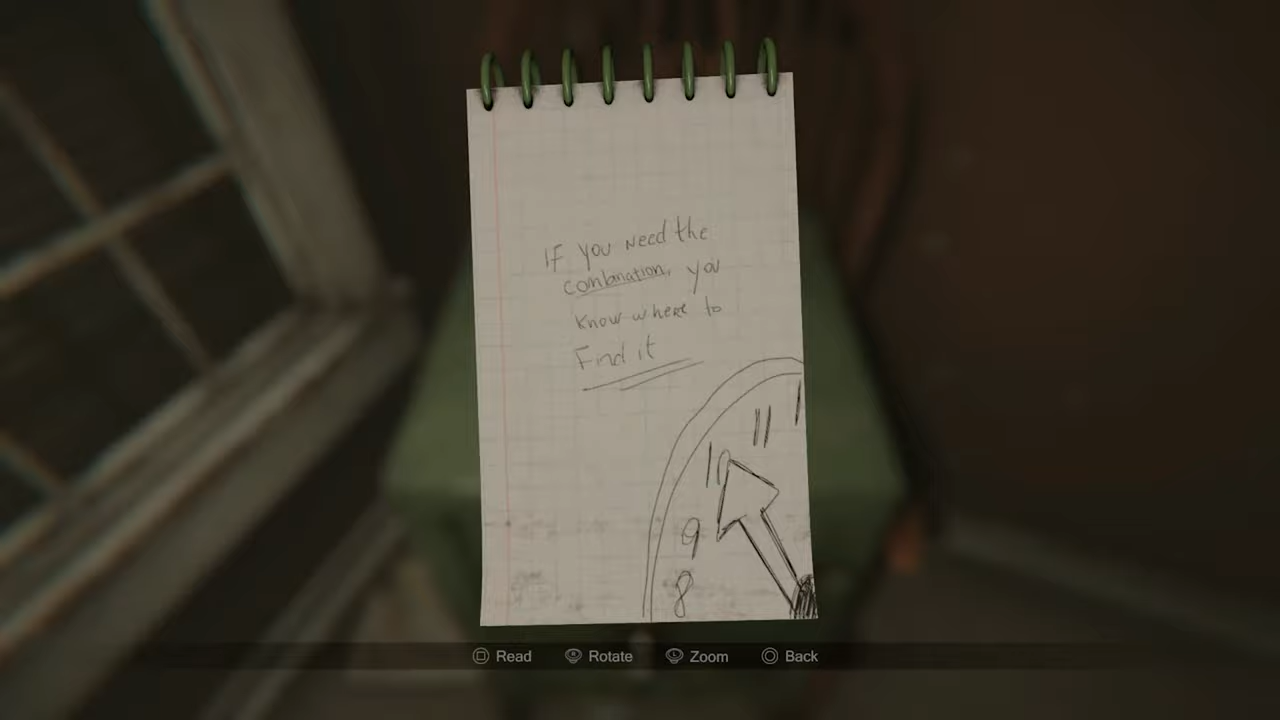 If you need the
combination, you
know where to
Find it
11
10
9
8
Read
Rotate
Zoom
Back